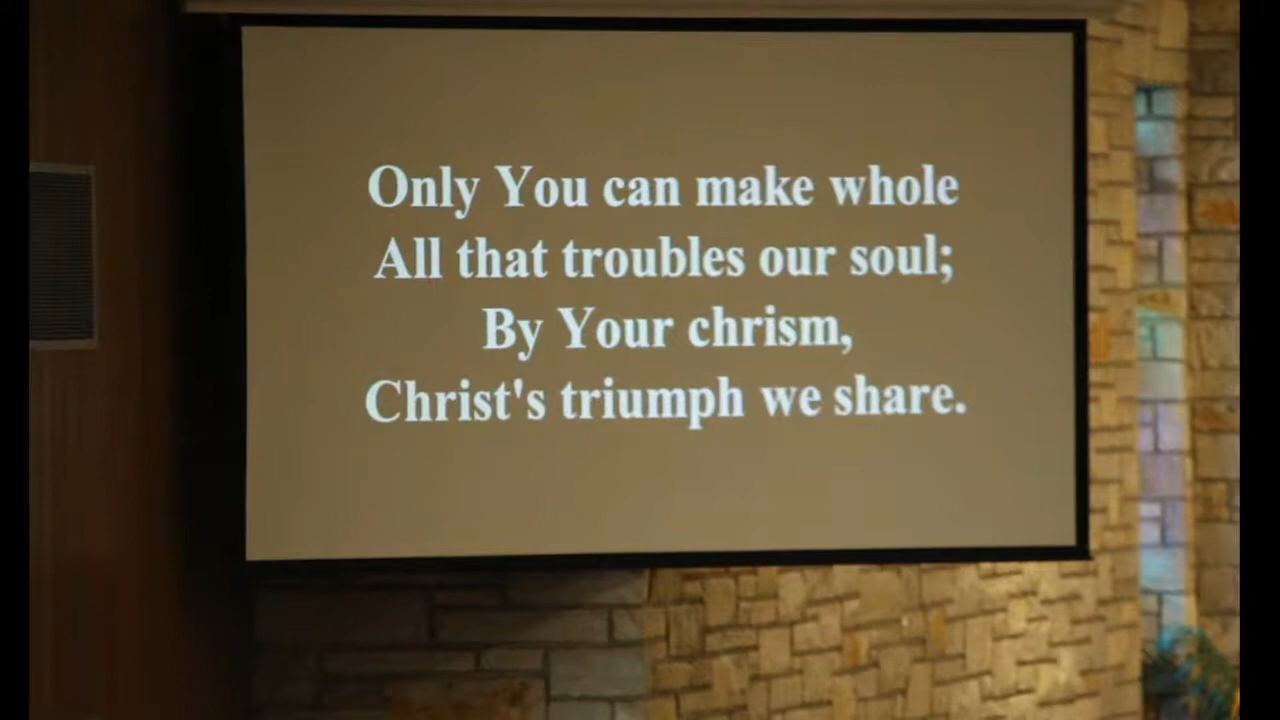 Only You can make whole
All that troubles our soul;
By Your chrism,
Christ's triumph we share.